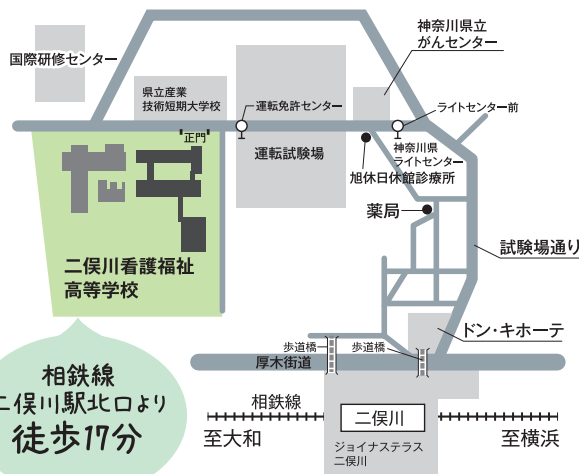 神奈川県立
がんセンター
国際研修センター
県立産業
技術短期大学校
運転免許センター
ライトセンター前
正門
運転試験場
神奈川県
ライトセンター
旭休日休館診療所
薬局
試験場通り
二俣川看護福祉
高等学校
ドン・キホーテ
歩道橋
歩道橋
厚木街道
相鉄線
二俣川駅北口より
徒歩17分
相鉄線
二俣川
至大和
至横浜
ジョイナステラス
二俣川